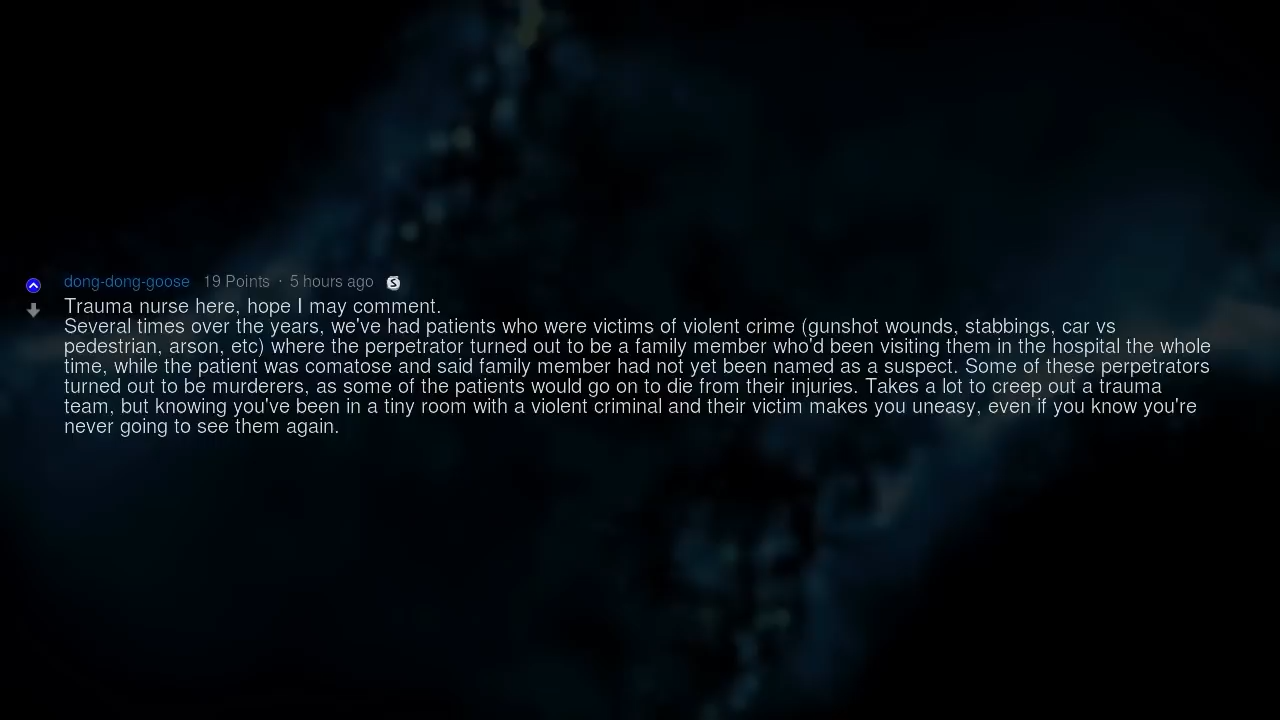 dong-dong-goose 19 Points · 5 hours ago
Trauma nurse here, hope I may comment.
Several times over the years, we've had patients who were victims of violent crime (gunshot wounds, stabbings, car vs
pedestrian, arson, etc) where the perpetrator turned out to be a family member who'd been visiting them in the hospital the whole
time, while the patient was comatose and said family member had not yet been named as a suspect. Some of these perpetrators
turned out to be murderers, as some of the patients would go on to die from their injuries. Takes a lot to creep out a trauma
team, but knowing you've been in a tiny room with a violent criminal and their victim makes you uneasy, even if you know you're
never going to see them again.